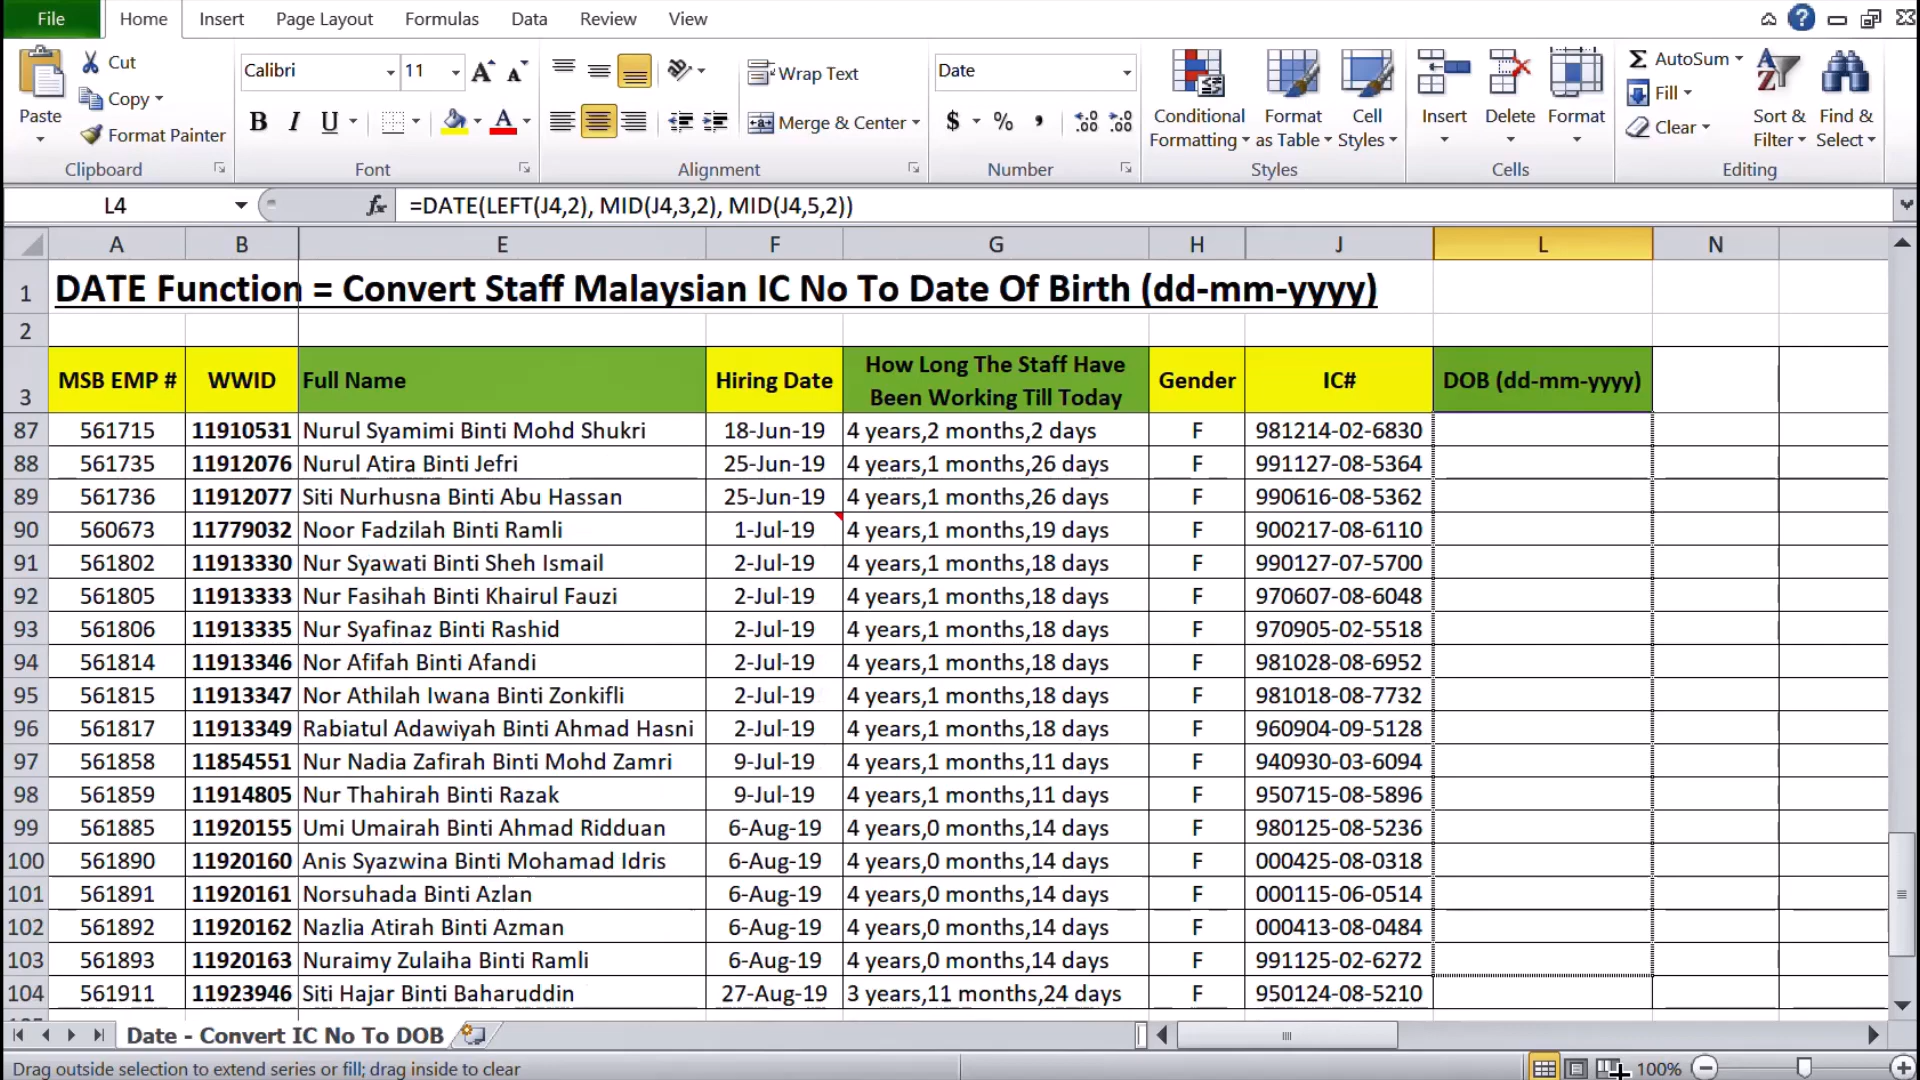 File Home Insert Page Layout Formulas Data Review View
Cut
Copy
Format Painter
Paste
Calibri 11
B I U A
Wrap Text
Merge & Center
Date
$ % ,
Conditional Formatting
Format as Table
Cell Styles
Insert Delete Format
Σ AutoSum
Fill
Clear
Sort & Filter
Find & Select
Clipboard Font Alignment Number Styles Cells Editing
L4 fx =DATE(LEFT(J4,2), MID(J4,3,2), MID(J4,5,2))
A B E F G H J L N
1 DATE Function = Convert Staff Malaysian IC No To Date Of Birth (dd-mm-yyyy)
2
3 MSB EMP # WWID Full Name Hiring Date How Long The Staff Have Been Working Till Today Gender IC# DOB (dd-mm-yyyy)
87 561715 11910531 Nurul Syamimi Binti Mohd Shukri 18-Jun-19 4 years,2 months,2 days F 981214-02-6830
88 561735 11912076 Nurul Atira Binti Jefri 25-Jun-19 4 years,1 months,26 days F 991127-08-5364
89 561736 11912077 Siti Nurhusna Binti Abu Hassan 25-Jun-19 4 years,1 months,26 days F 990616-08-5362
90 560673 11779032 Noor Fadzilah Binti Ramli 1-Jul-19 4 years,1 months,19 days F 900217-08-6110
91 561802 11913330 Nur Syawati Binti Sheh Ismail 2-Jul-19 4 years,1 months,18 days F 990127-07-5700
92 561805 11913333 Nur Fasihah Binti Khairul Fauzi 2-Jul-19 4 years,1 months,18 days F 970607-08-6048
93 561806 11913335 Nur Syafinaz Binti Rashid 2-Jul-19 4 years,1 months,18 days F 970905-02-5518
94 561814 11913346 Nor Afifah Binti Afandi 2-Jul-19 4 years,1 months,18 days F 981028-08-6952
95 561815 11913347 Nor Athilah Iwana Binti Zonkifli 2-Jul-19 4 years,1 months,18 days F 981018-08-7732
96 561817 11913349 Rabiatul Adawiyah Binti Ahmad Hasni 2-Jul-19 4 years,1 months,18 days F 960904-09-5128
97 561858 11854551 Nur Nadia Zafirah Binti Mohd Zamri 9-Jul-19 4 years,1 months,11 days F 940930-03-6094
98 561859 11914805 Nur Thahirah Binti Razak 9-Jul-19 4 years,1 months,11 days F 950715-08-5896
99 561885 11920155 Umi Umairah Binti Ahmad Ridduan 6-Aug-19 4 years,0 months,14 days F 980125-08-5236
100 561890 11920160 Anis Syazwina Binti Mohamad Idris 6-Aug-19 4 years,0 months,14 days F 000425-08-0318
101 561891 11920161 Norsuhada Binti Azlan 6-Aug-19 4 years,0 months,14 days F 000115-06-0514
102 561892 11920162 Nazlia Atirah Binti Azman 6-Aug-19 4 years,0 months,14 days F 000413-08-0484
103 561893 11920163 Nuraimy Zulaiha Binti Ramli 6-Aug-19 4 years,0 months,14 days F 991125-02-6272
104 561911 11923946 Siti Hajar Binti Baharuddin 27-Aug-19 3 years,11 months,24 days F 950124-08-5210
Date - Convert IC No To DOB
Drag outside selection to extend series or fill; drag inside to clear 100%